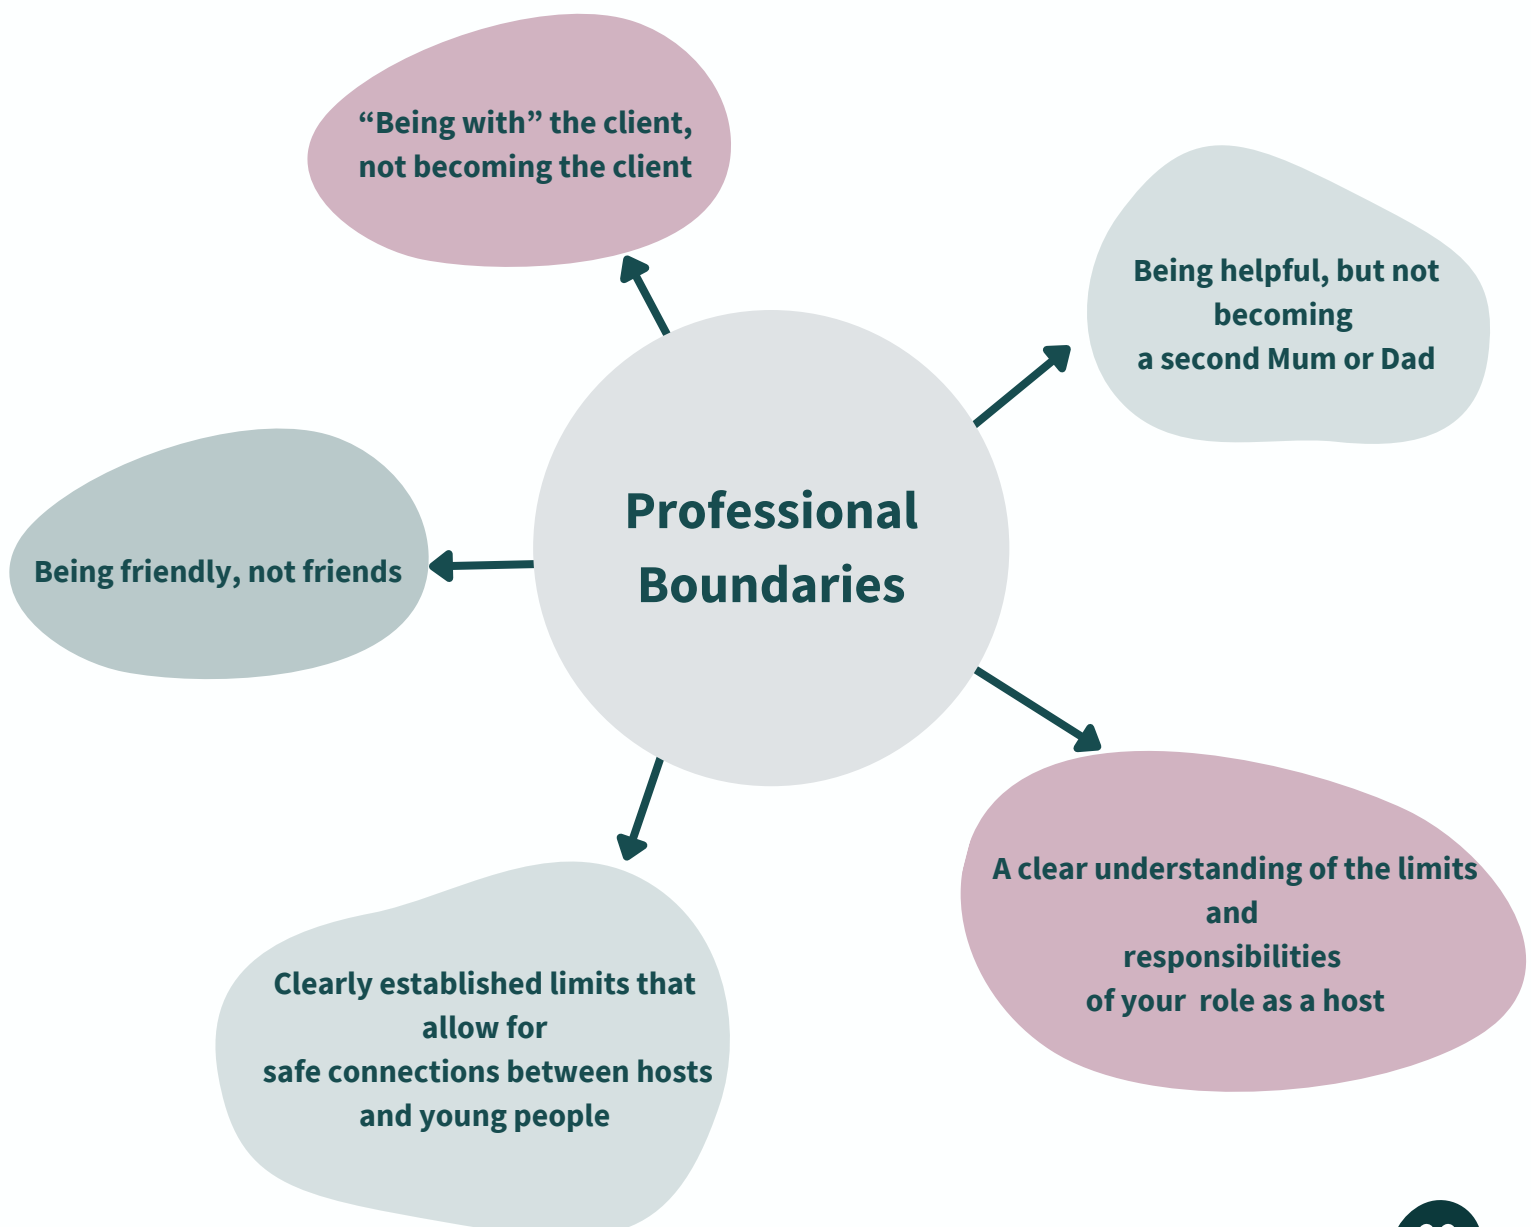 “Being with” the client,
not becoming the client
Being helpful, but not
becoming
a second Mum or Dad
Professional
Boundaries
Being friendly, not friends
A clear understanding of the limits
and
responsibilities
of your  role as a host
Clearly established limits that
allow for
safe connections between hosts
and young people